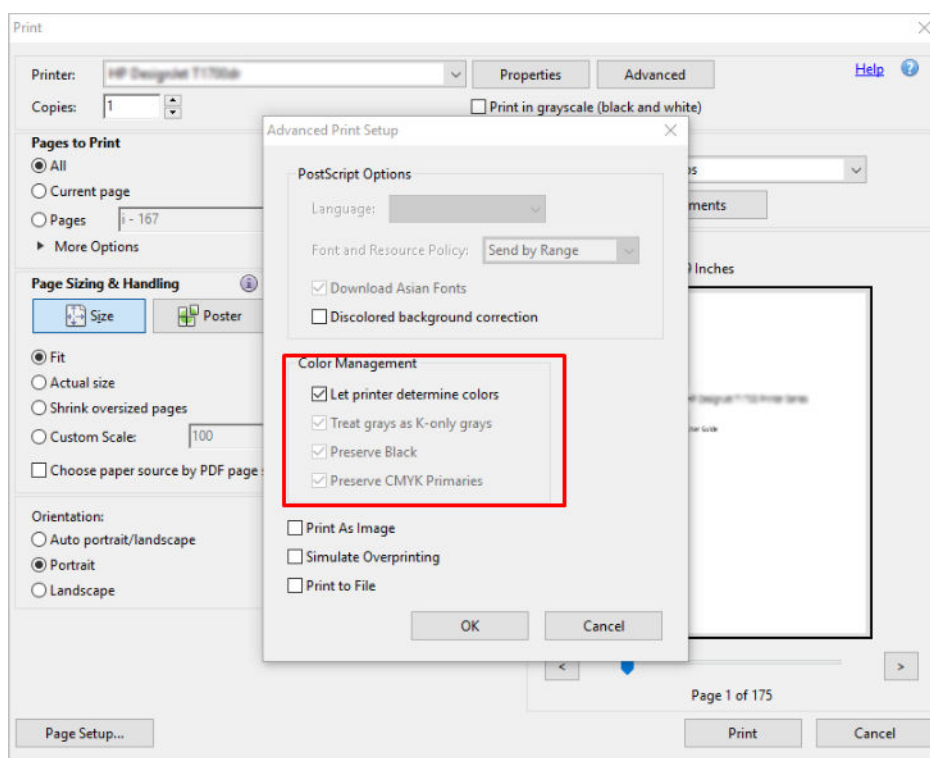 Print
Printer:
Properties
Advanced
Help
Copies: 1
Print in grayscale (black and white)
Pages to Print
All
Current page
Pages i - 167
More Options
Page Sizing & Handling
Size
Poster
Fit
Actual size
Shrink oversized pages
Custom Scale: 100
Choose paper source by PDF page
Orientation:
Auto portrait/landscape
Portrait
Landscape
Advanced Print Setup
PostScript Options
Language:
Font and Resource Policy: Send by Range
Download Asian Fonts
Discolored background correction
Color Management
Let printer determine colors
Treat grays as K-only grays
Preserve Black
Preserve CMYK Primaries
Print As Image
Simulate Overprinting
Print to File
OK
Cancel
Inches
<
>
Page 1 of 175
Page Setup...
Print
Cancel